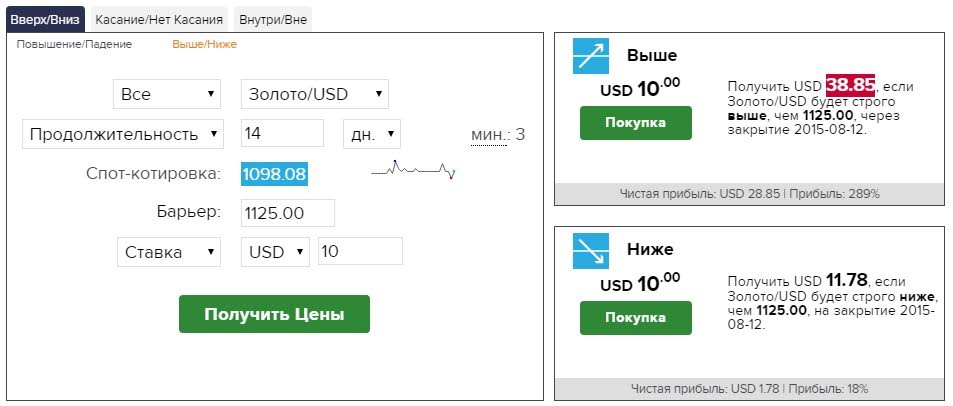 Вверх/Вниз Касание/Нет Касания Внутри/Вне
Повышение/Падение Выше/Ниже
Все Золото/USD
Продолжительность 14 дн. мин.: 3
Спот-котировка: 1098.08
Барьер: 1125.00
Ставка USD 10
Получить Цены
Выше
USD 10.00
Покупка
Получить USD 38.85, если
Золото/USD будет строго
выше, чем 1125.00, через
закрытие 2015-08-12.
Чистая прибыль: USD 28.85 | Прибыль: 289%
Ниже
USD 10.00
Покупка
Получить USD 11.78, если
Золото/USD будет строго ниже,
чем 1125.00, на закрытие 2015-
08-12.
Чистая прибыль: USD 1.78 | Прибыль: 18%